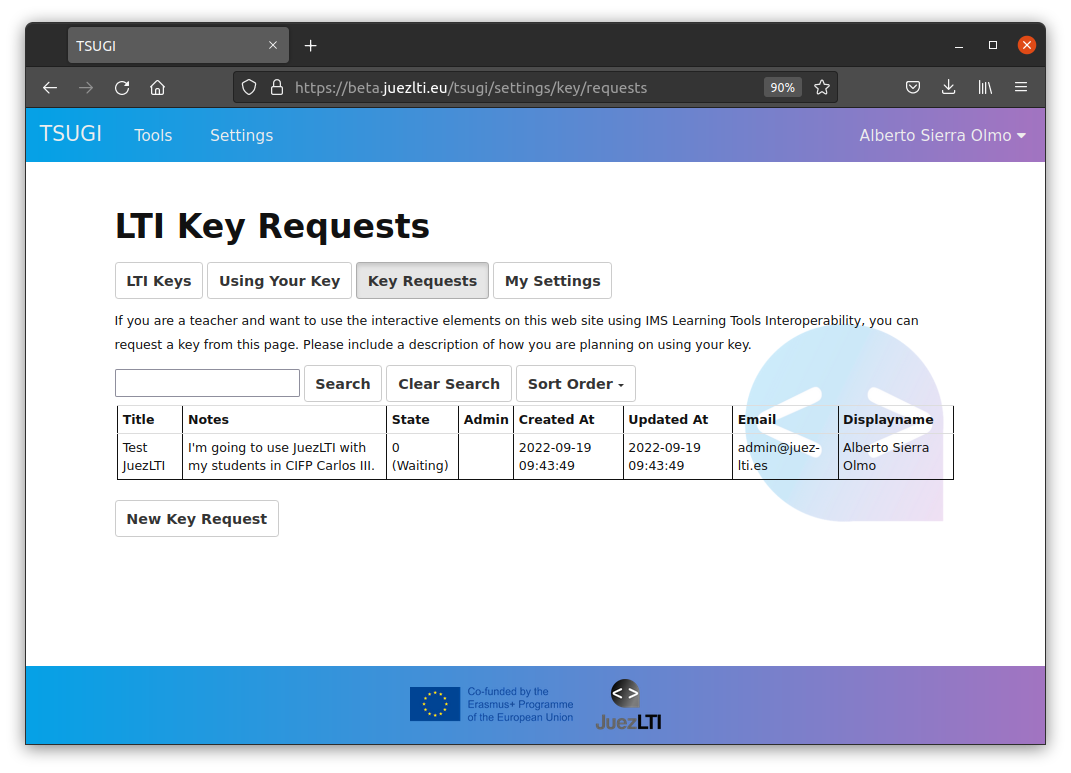 TSUGI
https://beta.juezlti.eu/tsugi/settings/key/requests
90%
TSUGI
Tools
Settings
Alberto Sierra Olmo
LTI Key Requests
LTI Keys
Using Your Key
Key Requests
My Settings
If you are a teacher and want to use the interactive elements on this web site using IMS Learning Tools Interoperability, you can
request a key from this page. Please include a description of how you are planning on using your key.
Search
Clear Search
Sort Order
Title Notes State Admin Created At Updated At Email Displayname
Test I'm going to use JuezLTI with 0 2022-09-19 2022-09-19 admin@juez- Alberto Sierra
JuezLTI my students in CIFP Carlos III. (Waiting) 09:43:49 09:43:49 lti.es Olmo
New Key Request
Co-funded by the
Erasmus+ Programme
of the European Union
< >
JuezLTI